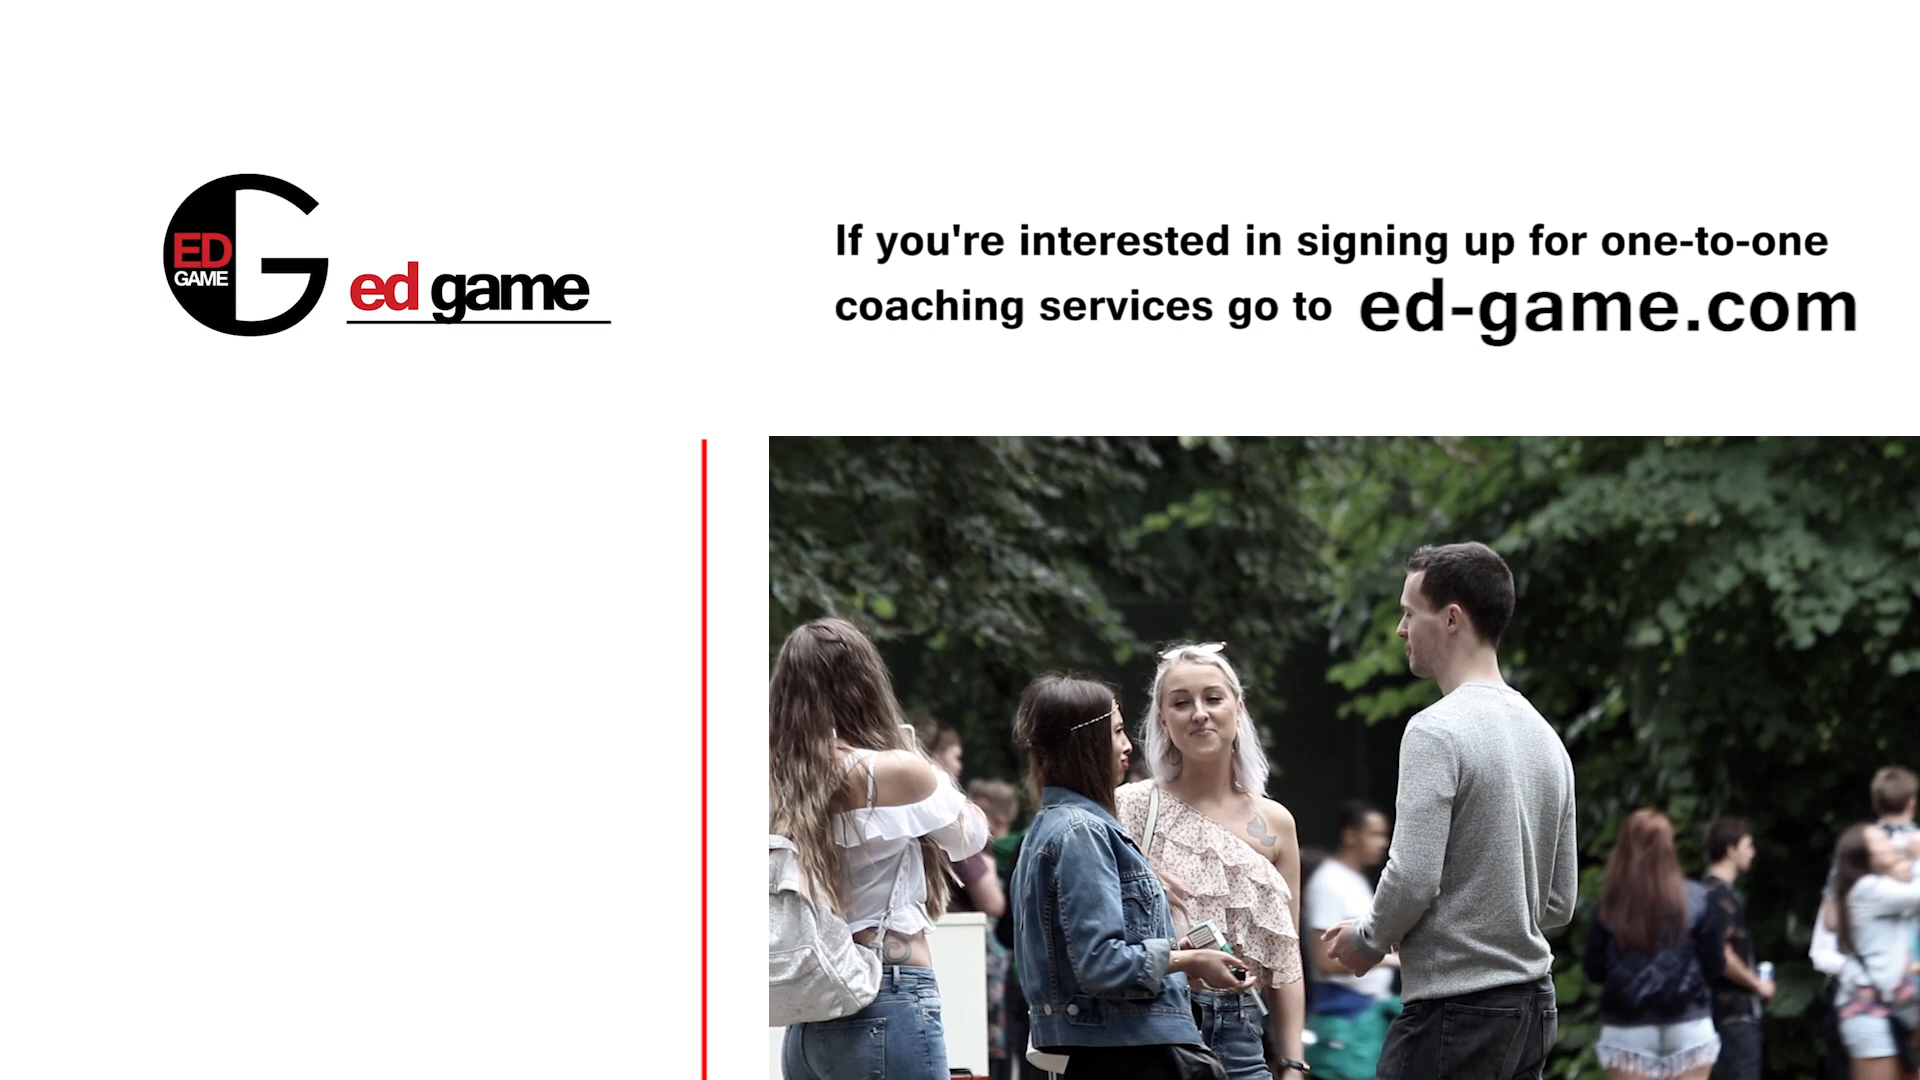 ED
GAME
ed game
If you're interested in signing up for one-to-one
coaching services go to ed-game.com